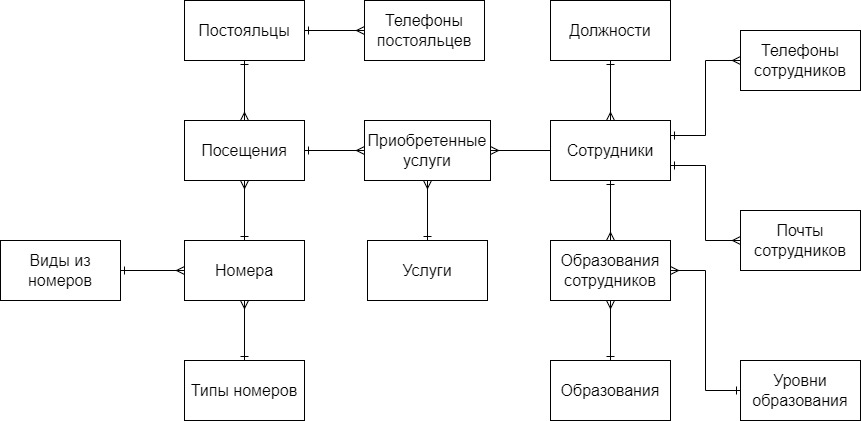 Постояльцы
Телефоны
постояльцев
Должности
Телефоны
сотрудников
Посещения
Приобретенные
услуги
Сотрудники
Виды из
номеров
Номера
Услуги
Образования
сотрудников
Почты
сотрудников
Типы номеров
Образования
Уровни
образования